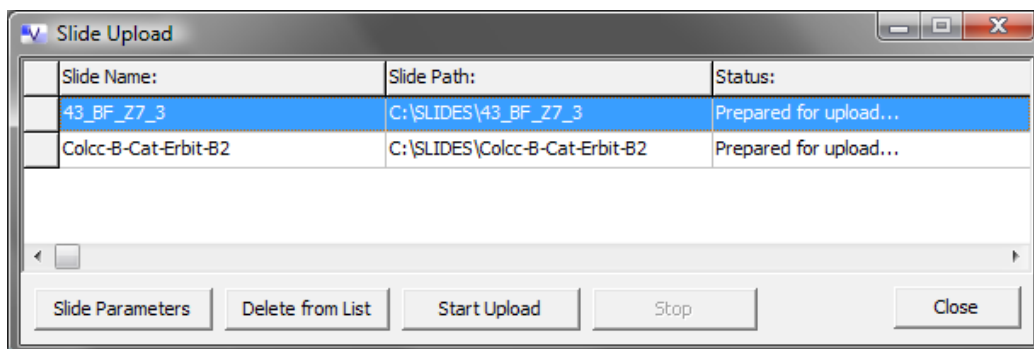 Slide Upload
Slide Name: Slide Path: Status:
43_BF_Z7_3 C:\SLIDES\43_BF_Z7_3 Prepared for upload...
Colcc-B-Cat-Erbit-B2 C:\SLIDES\Colcc-B-Cat-Erbit-B2 Prepared for upload...
Slide Parameters Delete from List Start Upload Stop Close